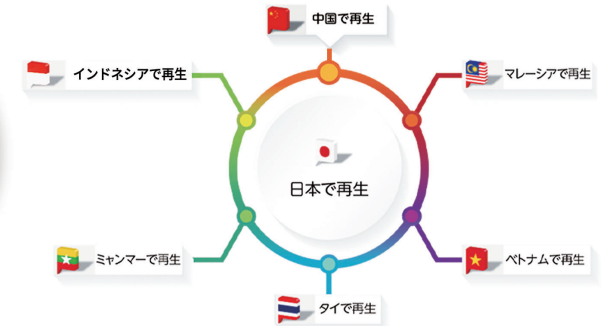 中国で再生
インドネシアで再生
マレーシアで再生
日本で再生
ミャンマーで再生
ベトナムで再生
タイで再生